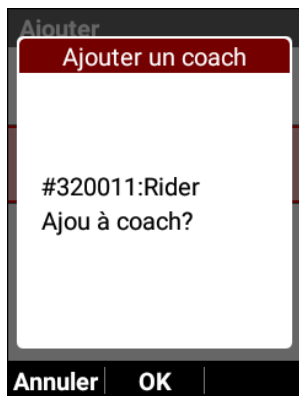 Ajouter
Ajouter un coach
#320011:Rider
Ajou à coach?
Annuler OK